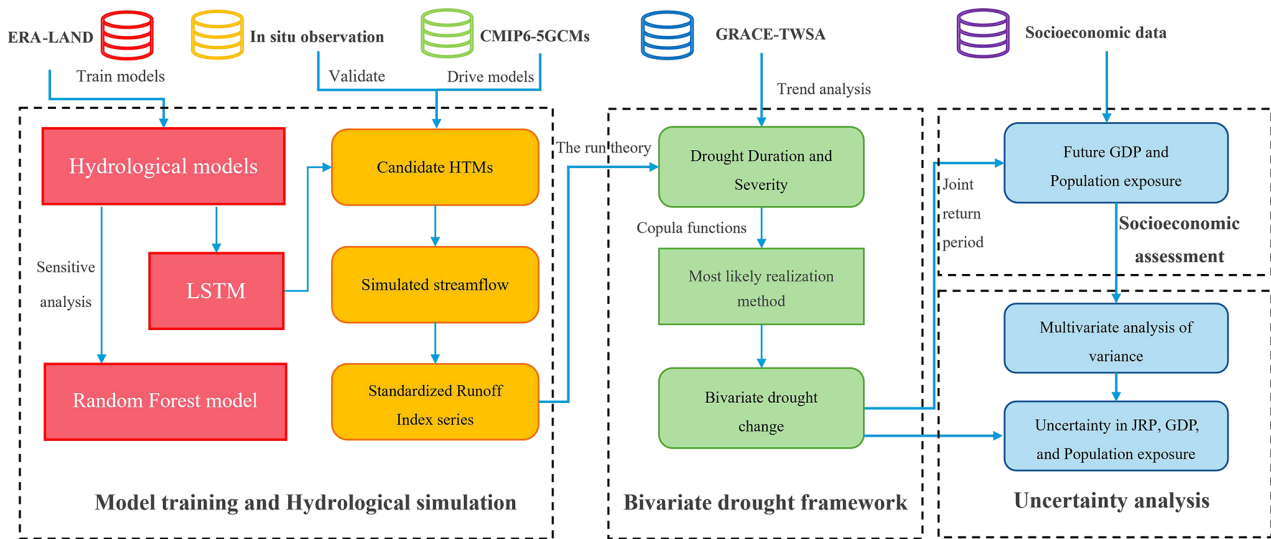 ERA-LAND
In situ observation
CMIP6-5GCMs
GRACE-TWSA
Socioeconomic data
Train models
Validate
Drive models
Trend analysis
Hydrological models
Candidate HTMs
The run theory
Drought Duration and
Severity
Future GDP and
Population exposure
Joint
return
period
Copula functions
Socioeconomic
assessment
Sensitive
analysis
LSTM
Simulated streamflow
Most likely realization
method
Multivariate analysis of
variance
Random Forest model
Standardized Runoff
Index series
Bivariate drought
change
Uncertainty in JRP, GDP,
and Population exposure
Model training and Hydrological simulation
Bivariate drought framework
Uncertainty analysis